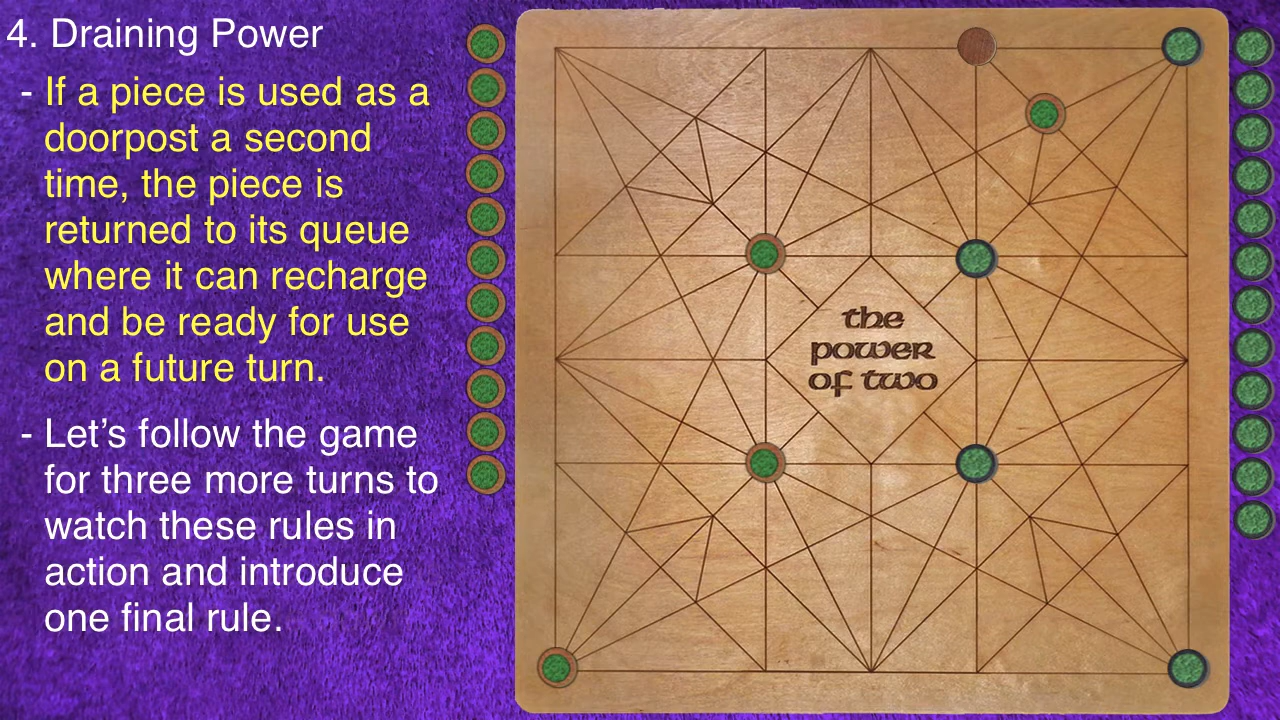 4. Draining Power
- If a piece is used as a
doorpost a second
time, the piece is
returned to its queue
where it can recharge
and be ready for use
on a future turn.
- Let’s follow the game
for three more turns to
watch these rules in
action and introduce
one final rule.
the
power
of two